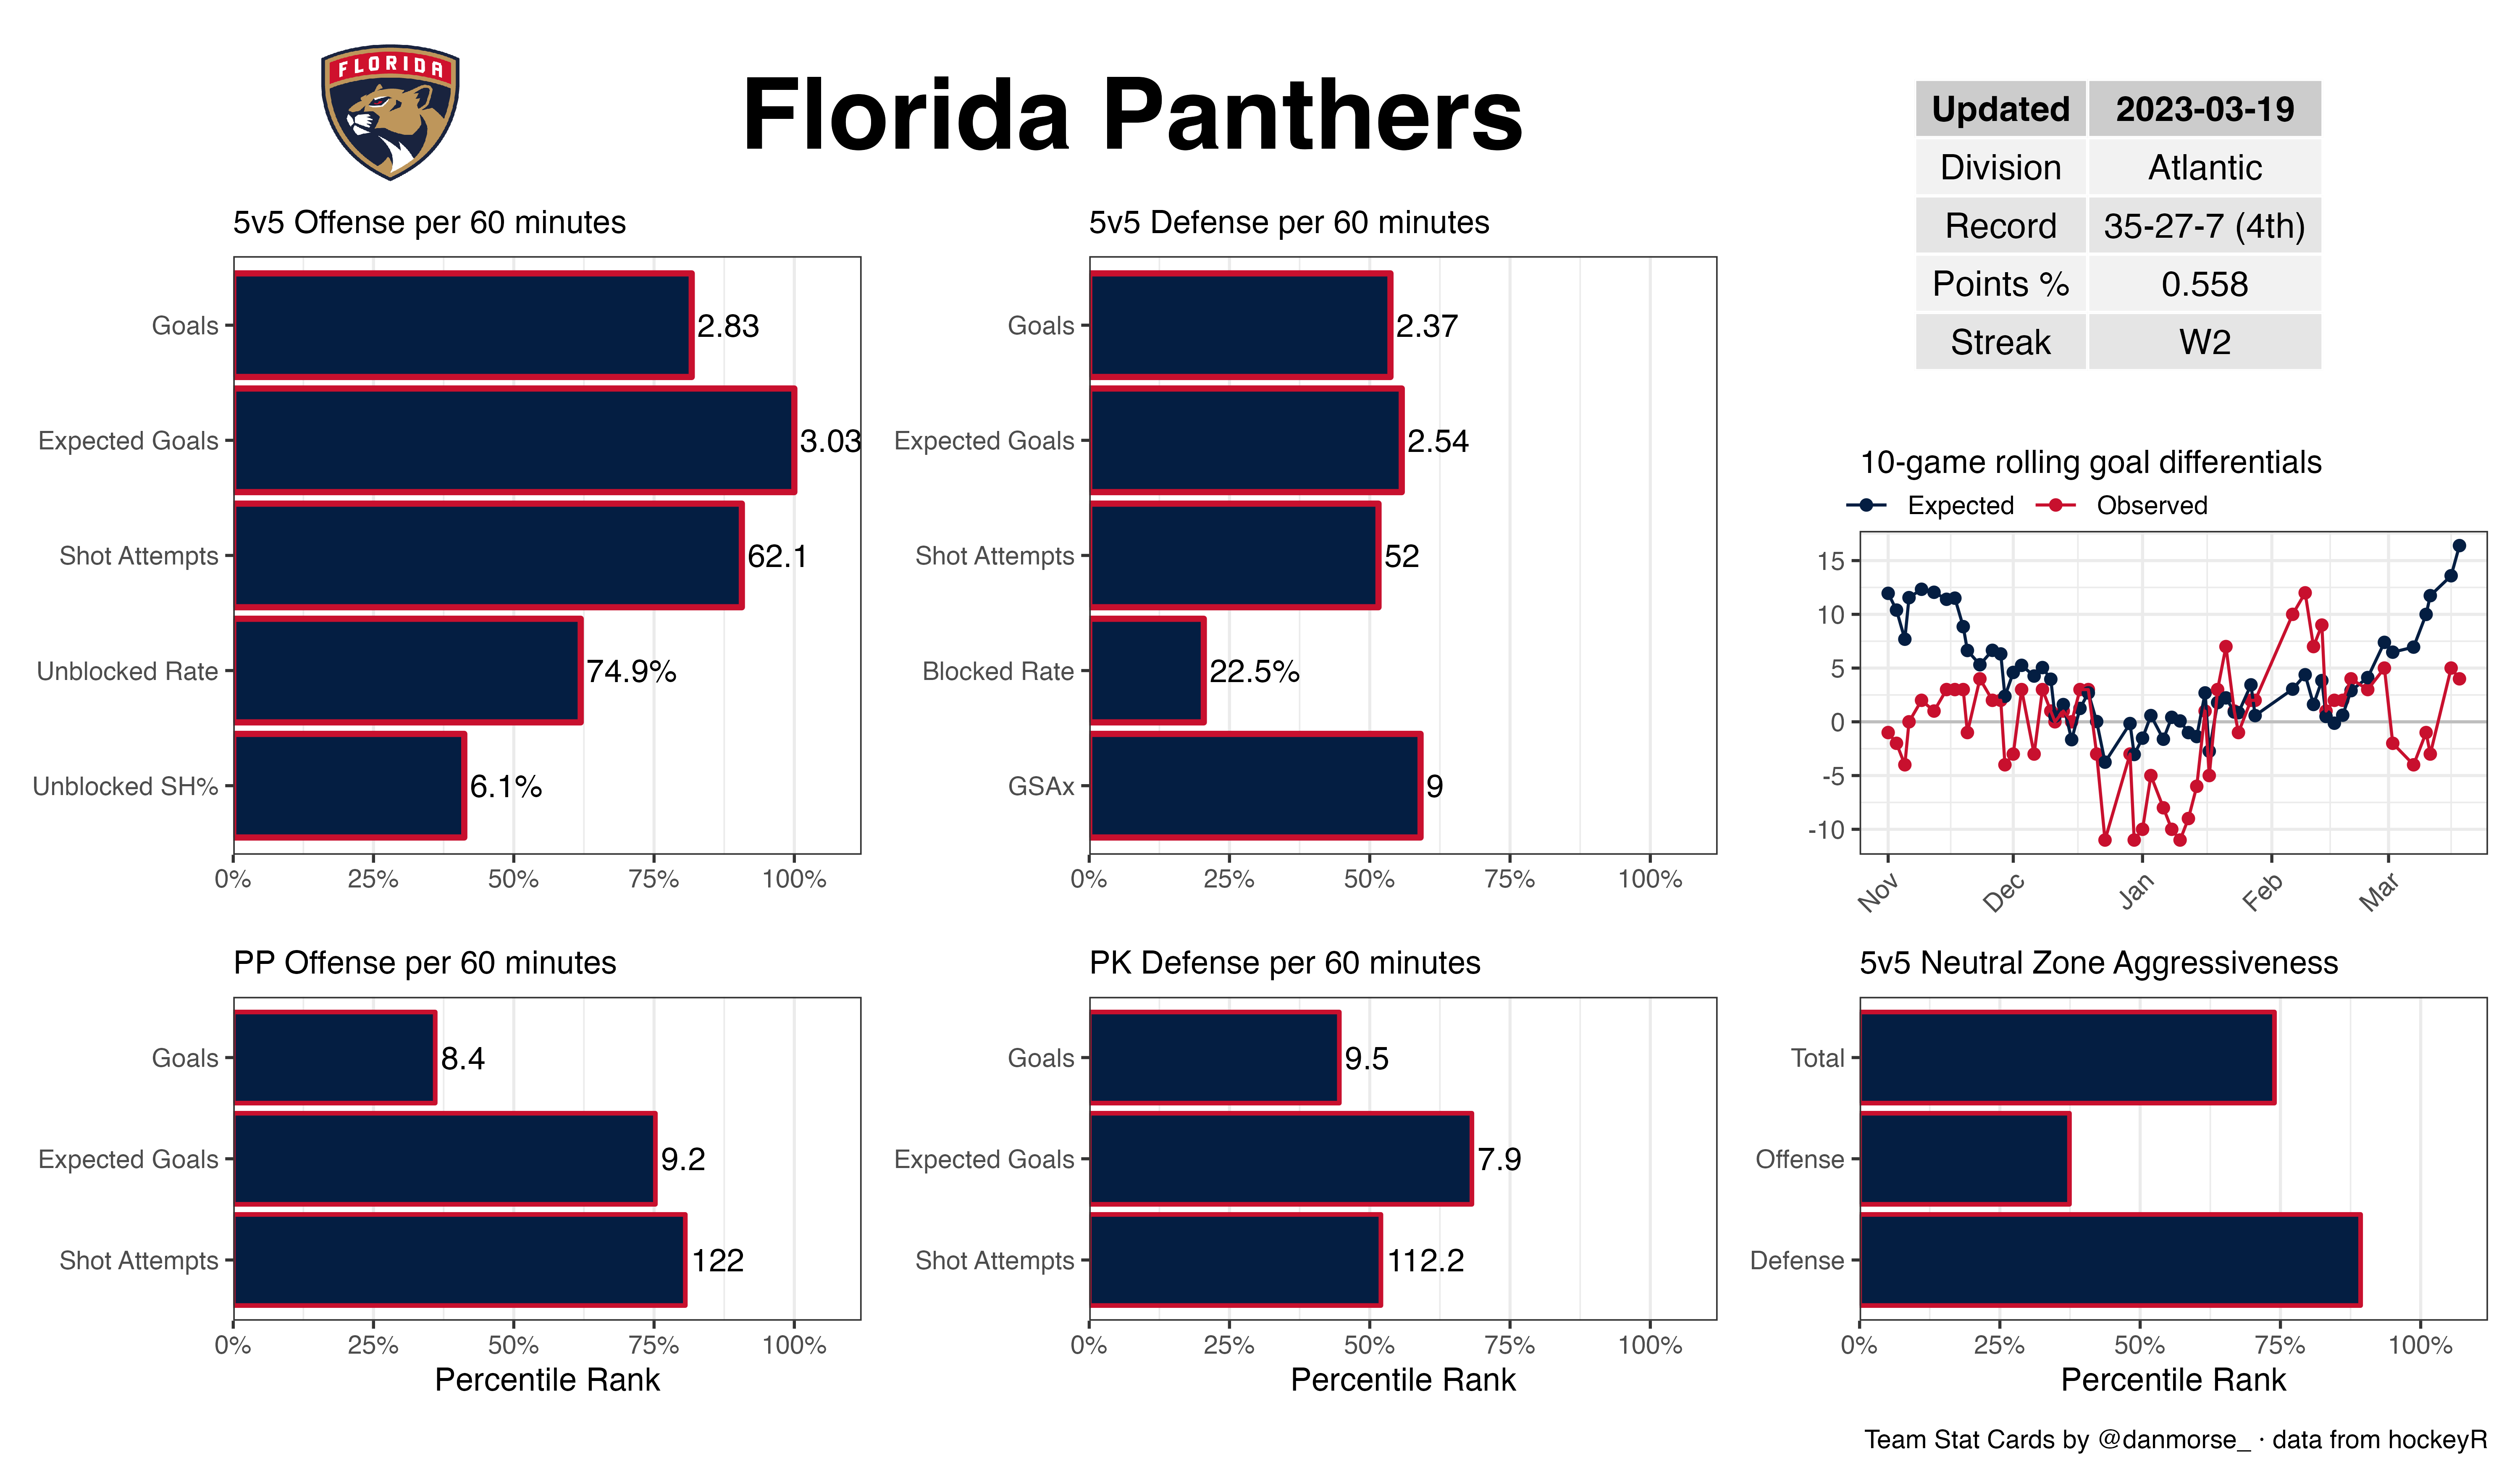 FLORIDA
Florida Panthers
Updated 2023-03-19
Division Atlantic
Record 35-27-7 (4th)
Points % 0.558
Streak W2
5v5 Offense per 60 minutes
Goals 2.83
Expected Goals 3.03
Shot Attempts 62.1
Unblocked Rate 74.9%
Unblocked SH% 6.1%
0% 25% 50% 75% 100%
5v5 Defense per 60 minutes
Goals 2.37
Expected Goals 2.54
Shot Attempts 52
Blocked Rate 22.5%
GSAx 9
0% 25% 50% 75% 100%
10-game rolling goal differentials
Expected Observed
15
10
5
0
-5
-10
Nov Dec Jan Feb Mar
PP Offense per 60 minutes
Goals 8.4
Expected Goals 9.2
Shot Attempts 122
0% 25% 50% 75% 100%
Percentile Rank
PK Defense per 60 minutes
Goals 9.5
Expected Goals 7.9
Shot Attempts 112.2
0% 25% 50% 75% 100%
Percentile Rank
5v5 Neutral Zone Aggressiveness
Total
Offense
Defense
0% 25% 50% 75% 100%
Percentile Rank
Team Stat Cards by @danmorse_ · data from hockeyR